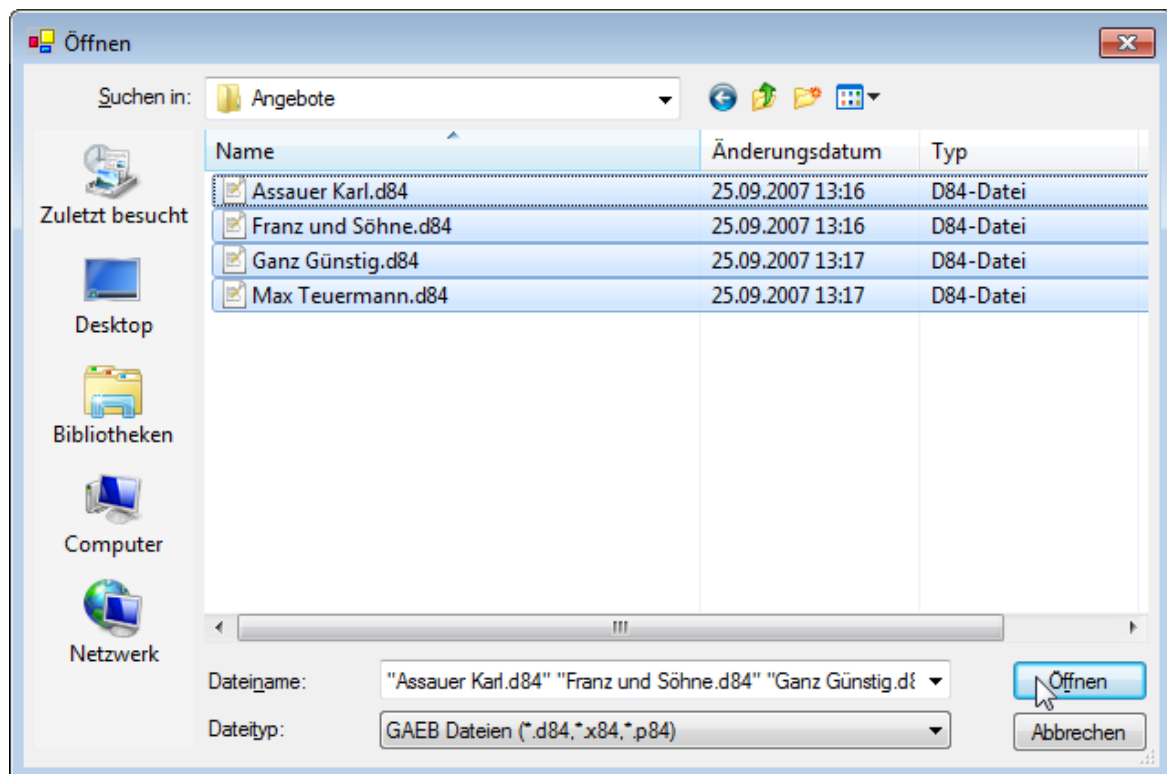 Öffnen
Suchen in: Angebote
Name Änderungsdatum Typ
Assauer Karl.d84 25.09.2007 13:16 D84-Datei
Franz und Söhne.d84 25.09.2007 13:16 D84-Datei
Ganz Günstig.d84 25.09.2007 13:17 D84-Datei
Max Teuermann.d84 25.09.2007 13:17 D84-Datei
Zuletzt besucht
Desktop
Bibliotheken
Computer
Netzwerk
Dateiname: "Assauer Karl.d84" "Franz und Söhne.d84" "Ganz Günstig.d8 Öffnen
Dateityp: GAEB Dateien (*.d84,*.x84,*.p84) Abbrechen